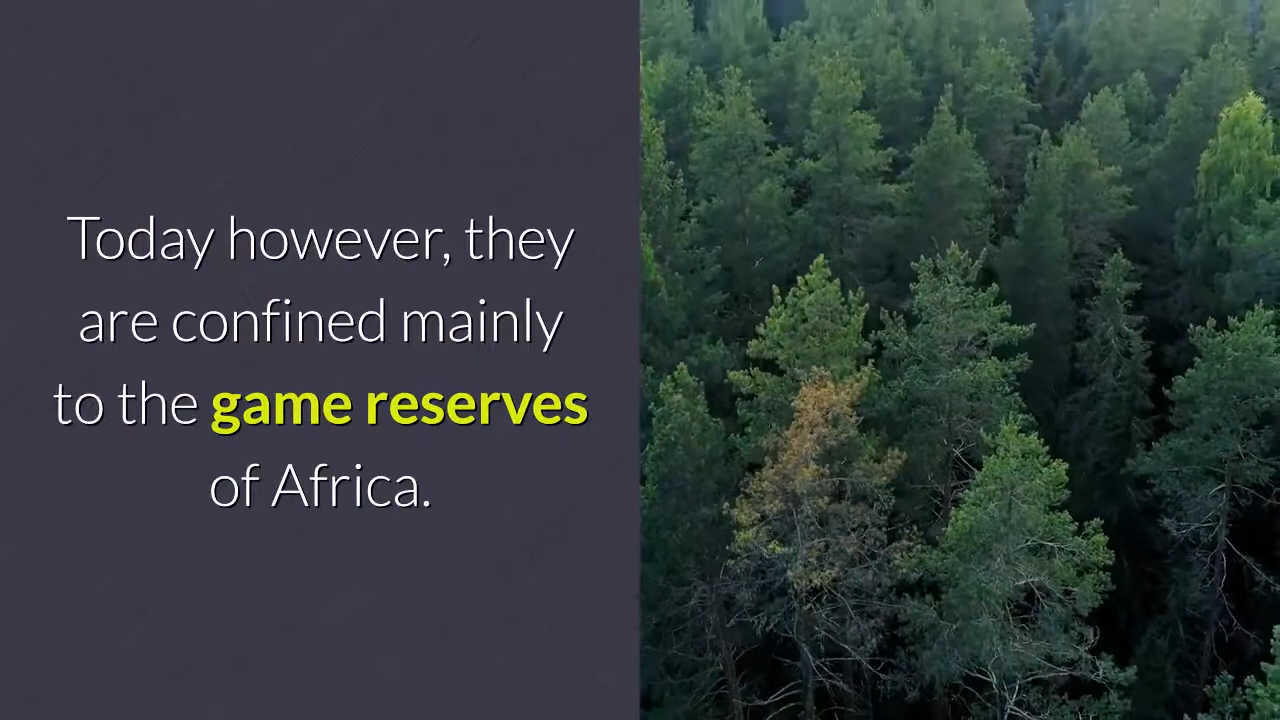 Today however, they
are confined mainly
to the game reserves
of Africa.